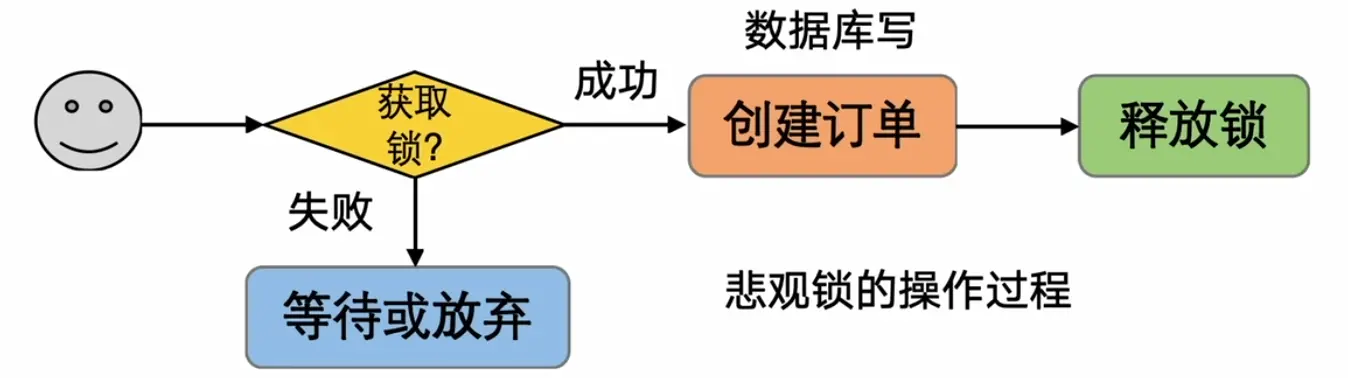 数据库写
获取
锁?
成功
创建订单
释放锁
失败
等待或放弃
悲观锁的操作过程